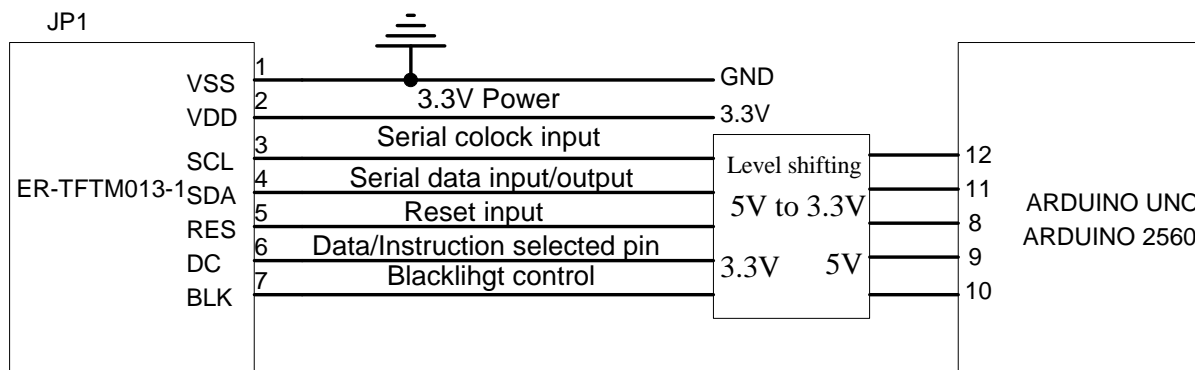 JP1
VSS 1 GND
3.3V Power
VDD 2 3.3V
Serial colock input
SCL 3 12
Level shifting
ER-TFTM013-1
Serial data input/output
SDA 4 11
5V to 3.3V
ARDUINO UNO
Reset input
RES 5 8
ARDUINO 2560
Data/Instruction selected pin
DC 6 9
3.3V 5V
Blacklihgt control
BLK 7 10